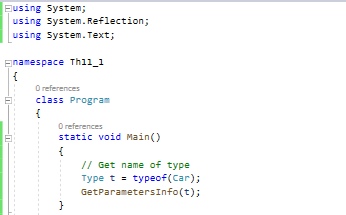 using System;
using System.Reflection;
using System.Text;
namespace Th11_1
{
0 references
class Program
{
0 references
static void Main()
{
// Get name of type
Type t = typeof(Car);
GetParametersInfo(t);
}